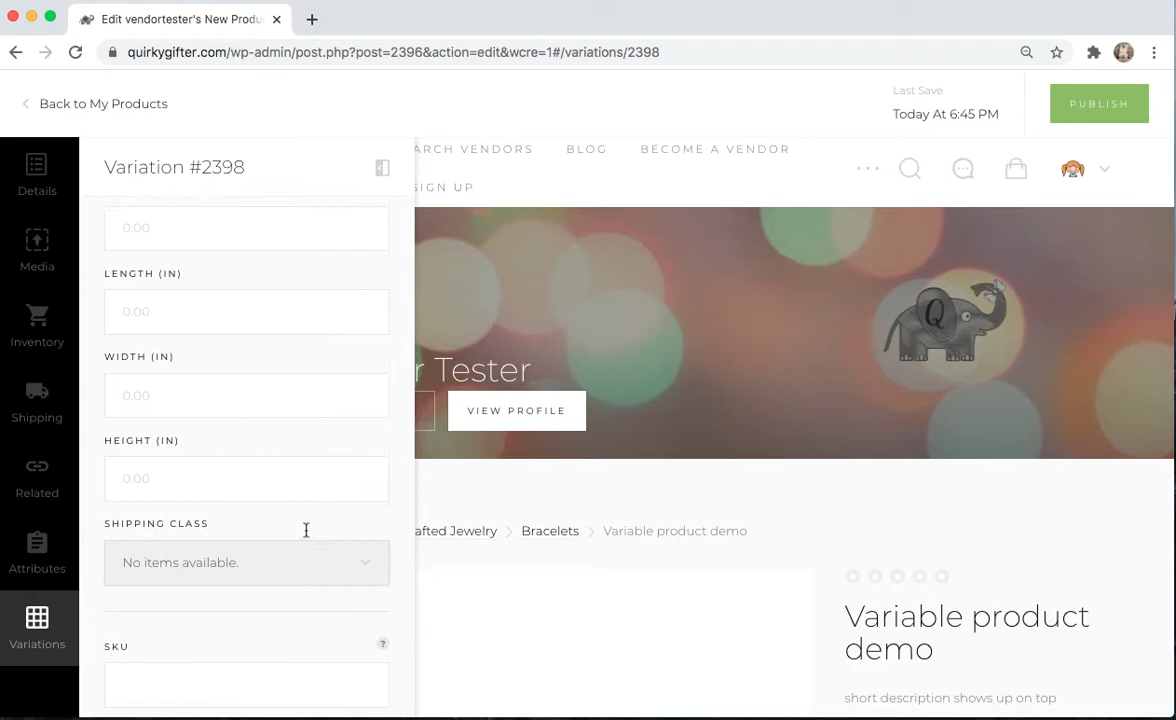 Edit vendortester's New Produ
quirkygifter.com/wp-admin/post.php?post=2396&action=edit&wcre=1#/variations/2398
Back to My Products
Last Save
Today At 6:45 PM
PUBLISH
Details
Media
Inventory
Shipping
Related
Attributes
Variations
Variation #2398
0.00
LENGTH (IN)
0.00
WIDTH (IN)
0.00
HEIGHT (IN)
0.00
SHIPPING CLASS
No items available.
SKU
?
ARCH VENDORS BLOG BECOME A VENDOR
SIGN UP
Q
r Tester
VIEW PROFILE
afted Jewelry Bracelets Variable product demo
Variable product
demo
short description shows up on top